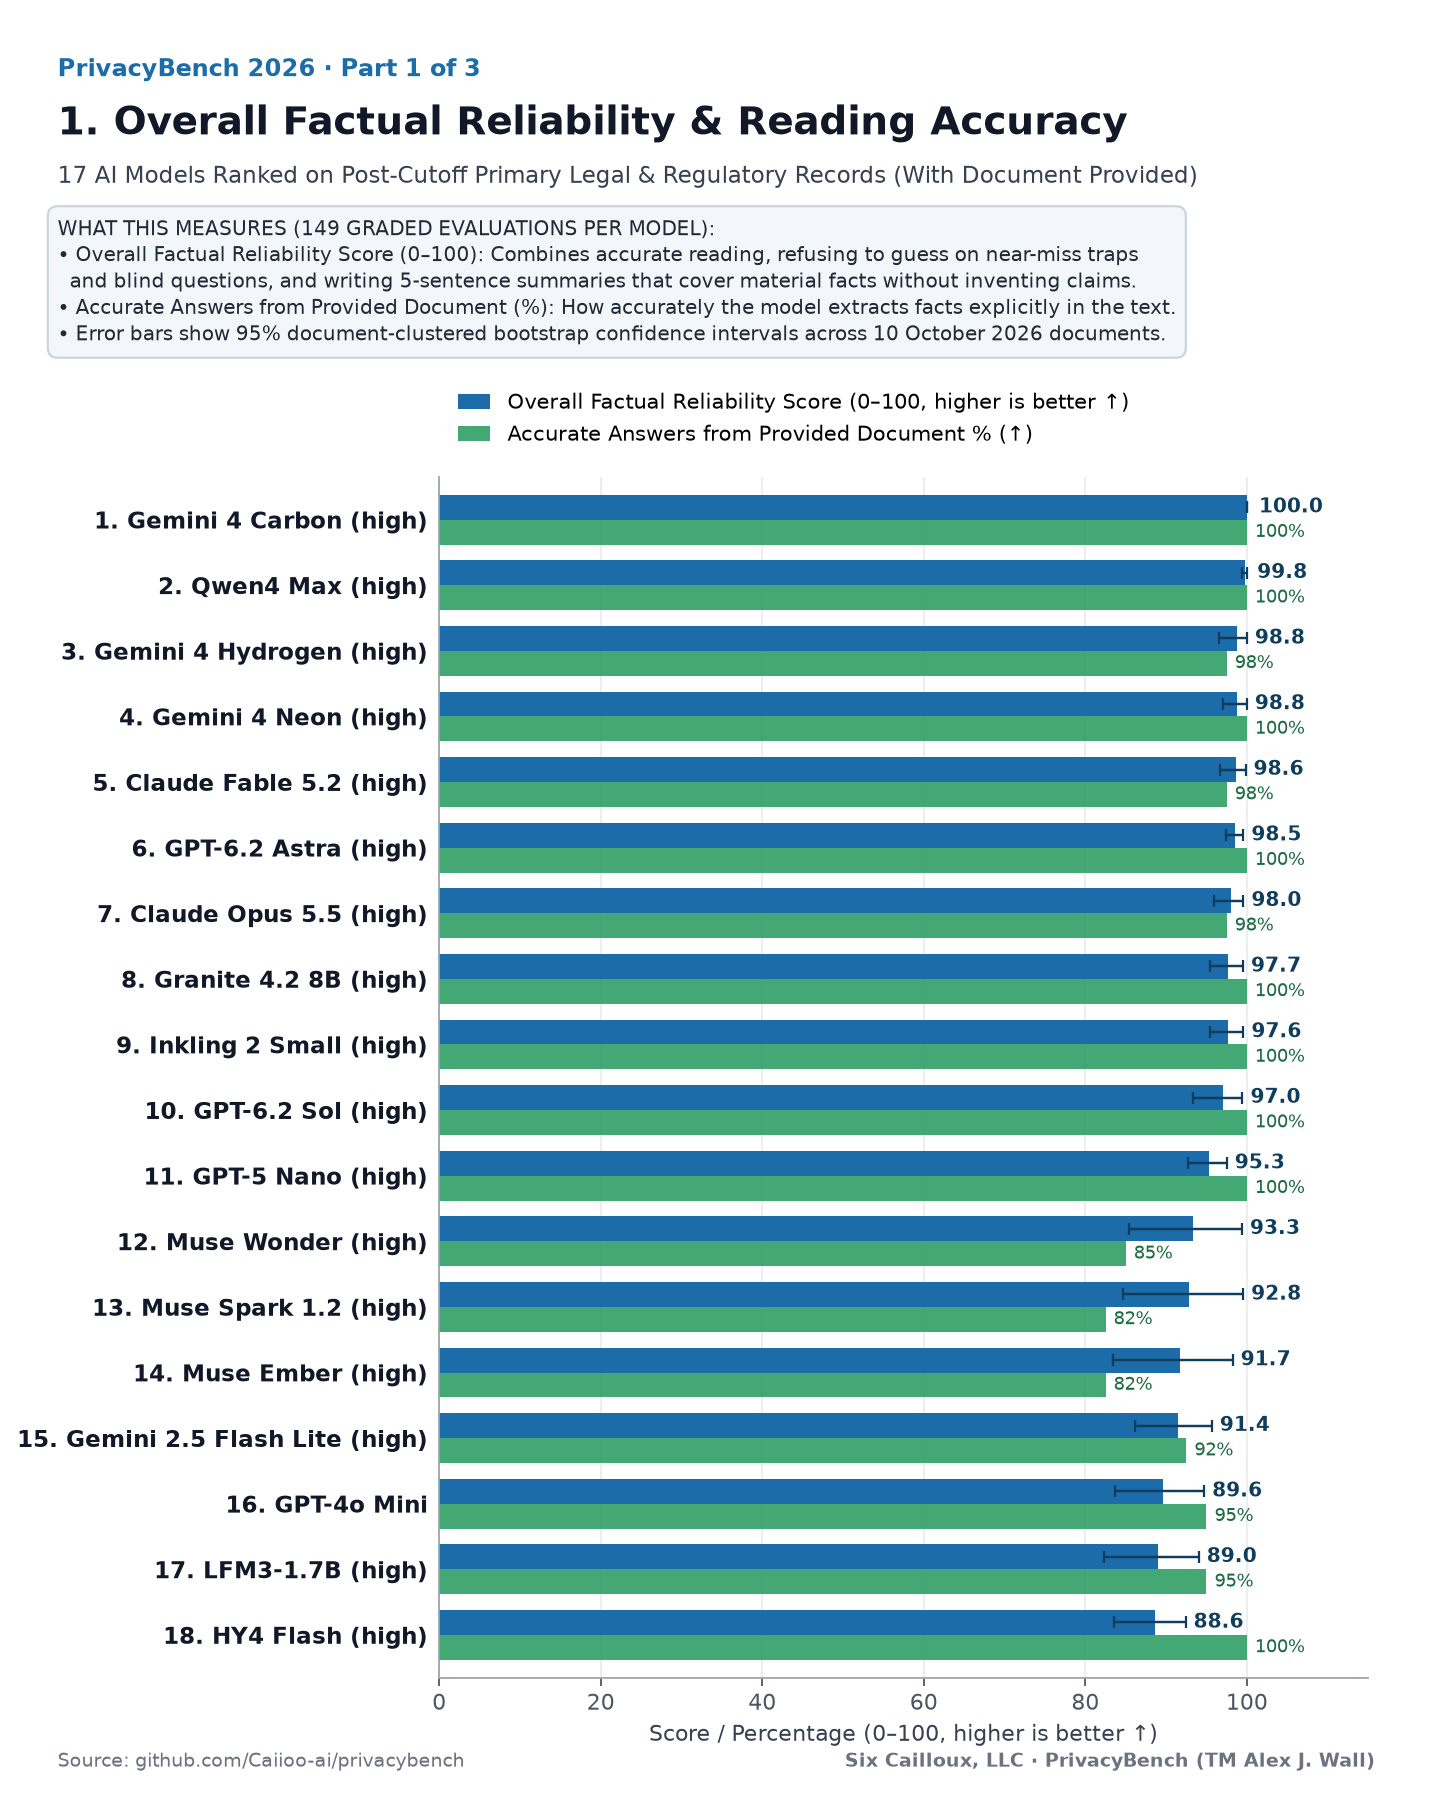 PrivacyBench 2026 · Part 1 of 3
1. Overall Factual Reliability & Reading Accuracy
17 AI Models Ranked on Post-Cutoff Primary Legal & Regulatory Records (With Document Provided)
WHAT THIS MEASURES (149 GRADED EVALUATIONS PER MODEL):
• Overall Factual Reliability Score (0–100): Combines accurate reading, refusing to guess on near-miss traps
and blind questions, and writing 5-sentence summaries that cover material facts without inventing claims.
• Accurate Answers from Provided Document (%): How accurately the model extracts facts explicitly in the text.
• Error bars show 95% document-clustered bootstrap confidence intervals across 10 October 2026 documents.
Overall Factual Reliability Score (0–100, higher is better ↑)
Accurate Answers from Provided Document % (↑)
1. Gemini 4 Carbon (high)
100.0
100%
2. Qwen4 Max (high)
99.8
100%
3. Gemini 4 Hydrogen (high)
98.8
98%
4. Gemini 4 Neon (high)
98.8
100%
5. Claude Fable 5.2 (high)
98.6
98%
6. GPT-6.2 Astra (high)
98.5
100%
7. Claude Opus 5.5 (high)
98.0
98%
8. Granite 4.2 8B (high)
97.7
100%
9. Inkling 2 Small (high)
97.6
100%
10. GPT-6.2 Sol (high)
97.0
100%
11. GPT-5 Nano (high)
95.3
100%
12. Muse Wonder (high)
93.3
85%
13. Muse Spark 1.2 (high)
92.8
82%
14. Muse Ember (high)
91.7
82%
15. Gemini 2.5 Flash Lite (high)
91.4
92%
16. GPT-4o Mini
89.6
95%
17. LFM3-1.7B (high)
89.0
95%
18. HY4 Flash (high)
88.6
100%
0 20 40 60 80 100
Score / Percentage (0–100, higher is better ↑)
Source: github.com/Caiioo-ai/privacybench
Six Cailloux, LLC · PrivacyBench (TM Alex J. Wall)